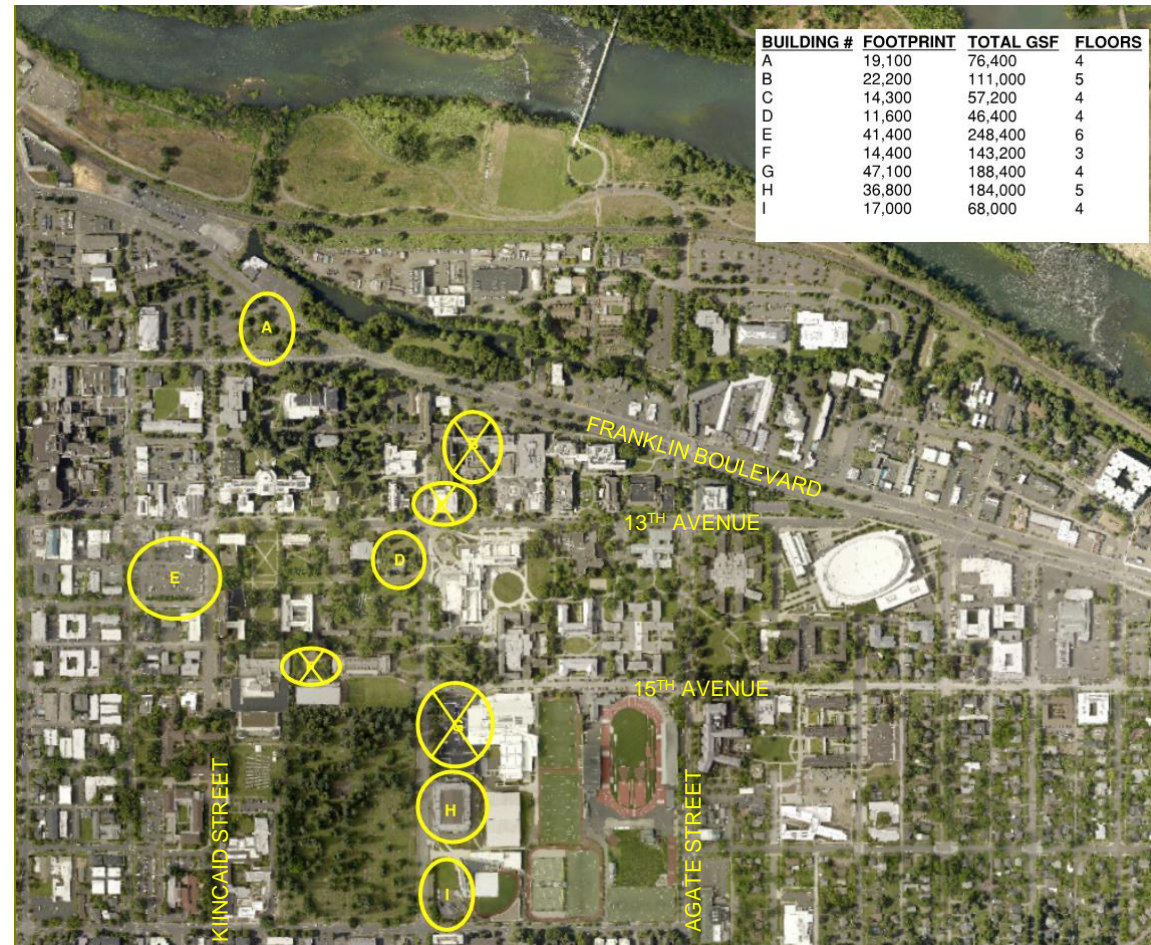 BUILDING # FOOTPRINT TOTAL GSF FLOORS
A 19,100 76,400 4
B 22,200 111,000 5
C 14,300 57,200 4
D 11,600 46,400 4
E 41,400 248,400 6
F 14,400 143,200 3
G 47,100 188,400 4
H 36,800 184,000 5
I 17,000 68,000 4
A
FRANKLIN BOULEVARD
13TH AVENUE
D
E
15TH AVENUE
G
H
I
KIINCAID STREET
AGATE STREET